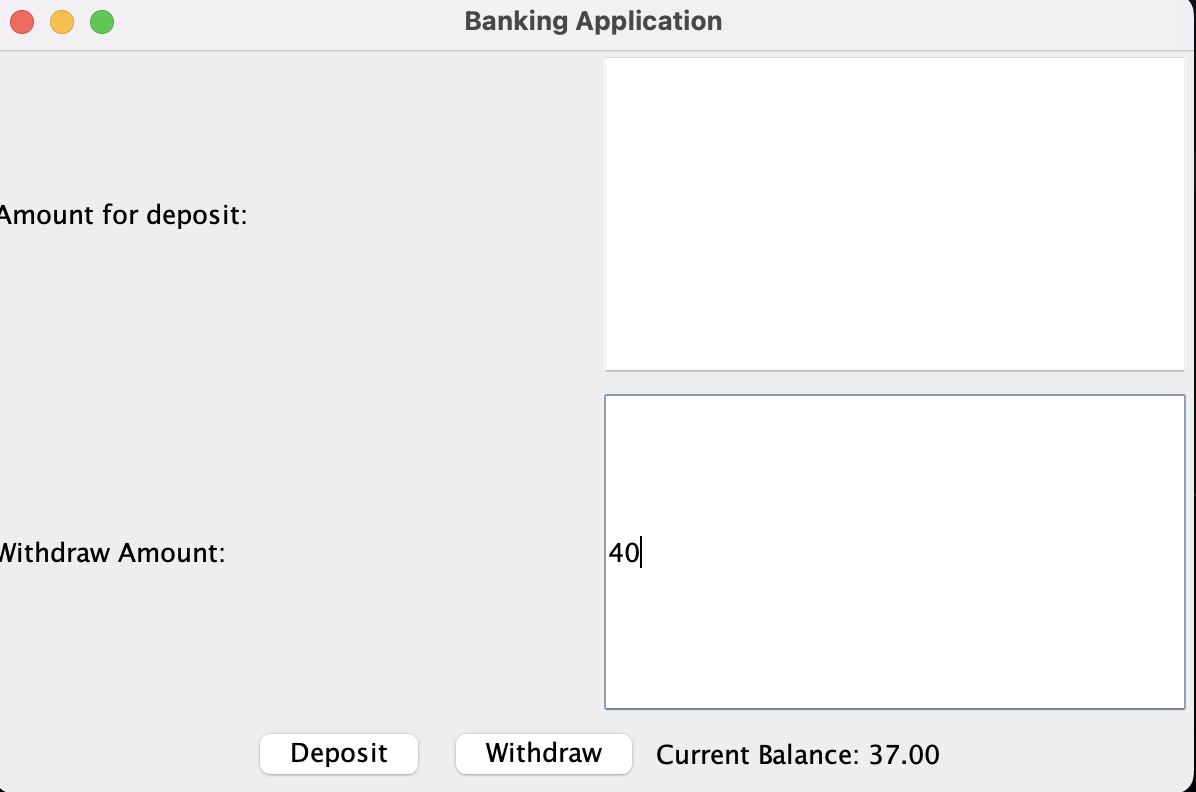 Banking Application
Amount for deposit:
Withdraw Amount:
40
Deposit
Withdraw
Current Balance: 37.00